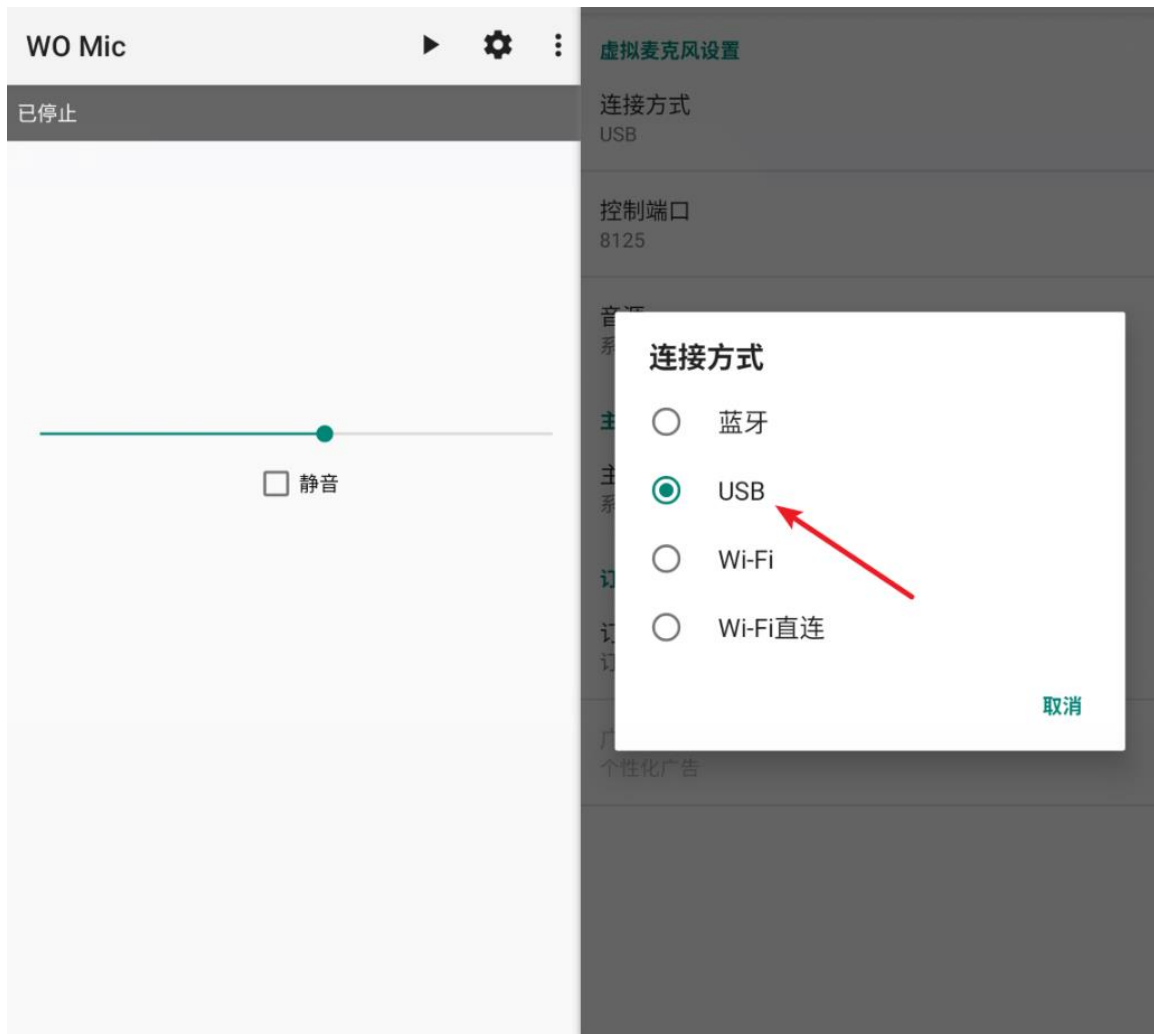 WO Mic
已停止
静音
虚拟麦克风设置
连接方式
USB
控制端口
8125
连接方式
蓝牙
USB
Wi-Fi
Wi-Fi直连
取消
个性化广告